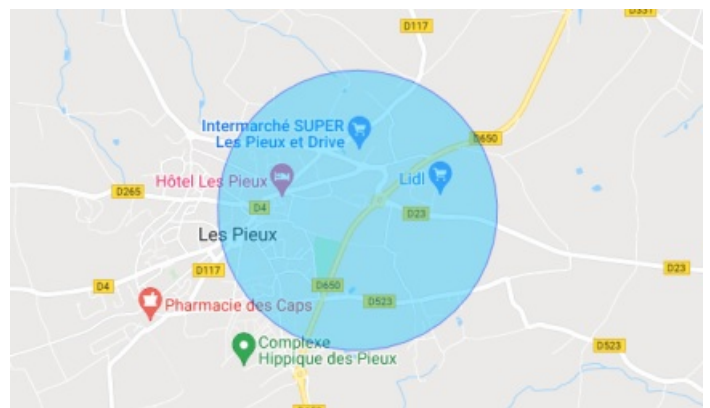 D331
D117
Intermarché SUPER
Les Pieux et Drive
D650
Hôtel Les Pieux
Lidl
D265
D4
D23
Les Pieux
D117
D23
D4
D650
D523
Pharmacie des Caps
Complexe
Hippique des Pieux
D523